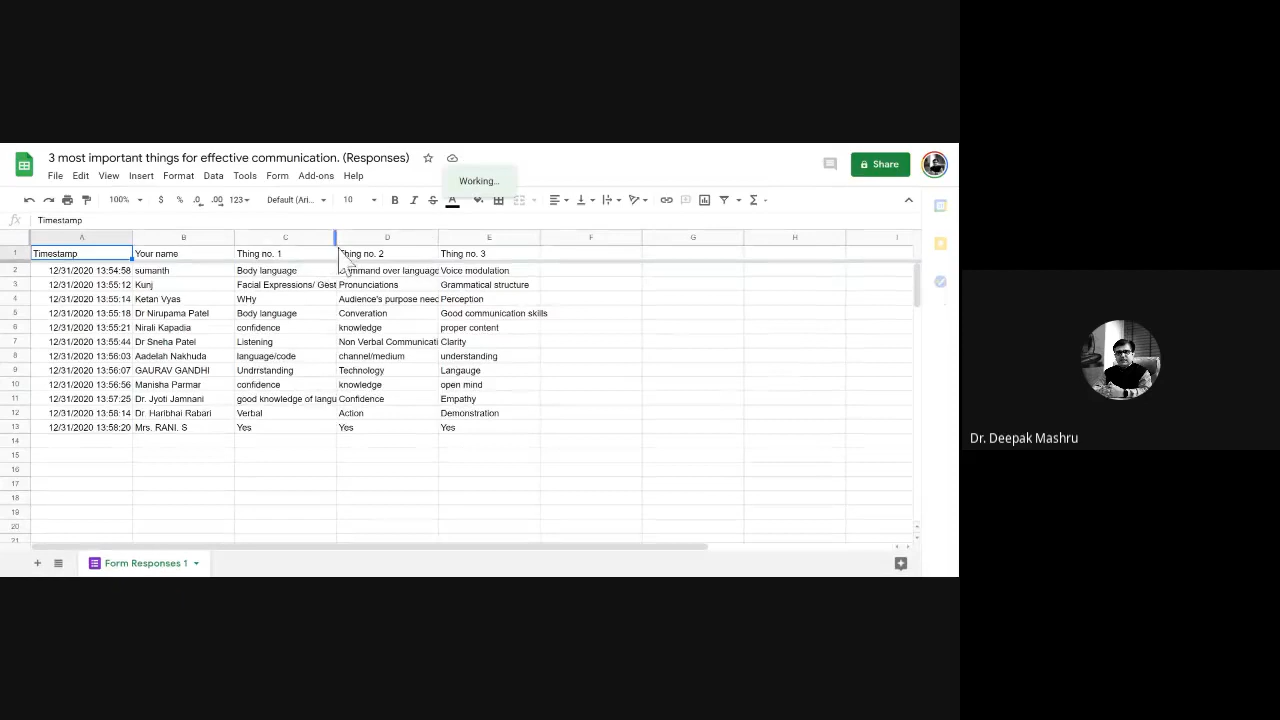 3 most important things for effective communication. (Responses)
Share
File Edit View Insert Format Data Tools Form Add-ons Help
Working...
100% $ % .0 .00 123 Default (Ari... 10 B I S A
fx Timestamp
A B C D E F G H I
1 Timestamp Your name Thing no. 1 Thing no. 2 Thing no. 3
2 12/31/2020 13:54:58 sumanth Body language Command over language Voice modulation
3 12/31/2020 13:55:12 Kunj Facial Expressions/ Gest Pronunciations Grammatical structure
4 12/31/2020 13:55:14 Ketan Vyas WHy Audience's purpose need Perception
5 12/31/2020 13:55:18 Dr Nirupama Patel Body language Converation Good communication skills
6 12/31/2020 13:55:21 Nirali Kapadia confidence knowledge proper content
7 12/31/2020 13:55:44 Dr Sneha Patel Listening Non Verbal Communicati Clarity
8 12/31/2020 13:56:03 Aadelah Nakhuda language/code channel/medium understanding
9 12/31/2020 13:56:07 GAURAV GANDHI Undrrstanding Technology Langauge
10 12/31/2020 13:56:56 Manisha Parmar confidence knowledge open mind
11 12/31/2020 13:57:25 Dr. Jyoti Jamnani good knowledge of langu Confidence Empathy
12 12/31/2020 13:58:14 Dr Haribhai Rabari Verbal Action Demonstration
13 12/31/2020 13:58:20 Mrs. RANI. S Yes Yes Yes
14
15
16
17
18
19
20
21
Form Responses 1
Dr. Deepak Mashru